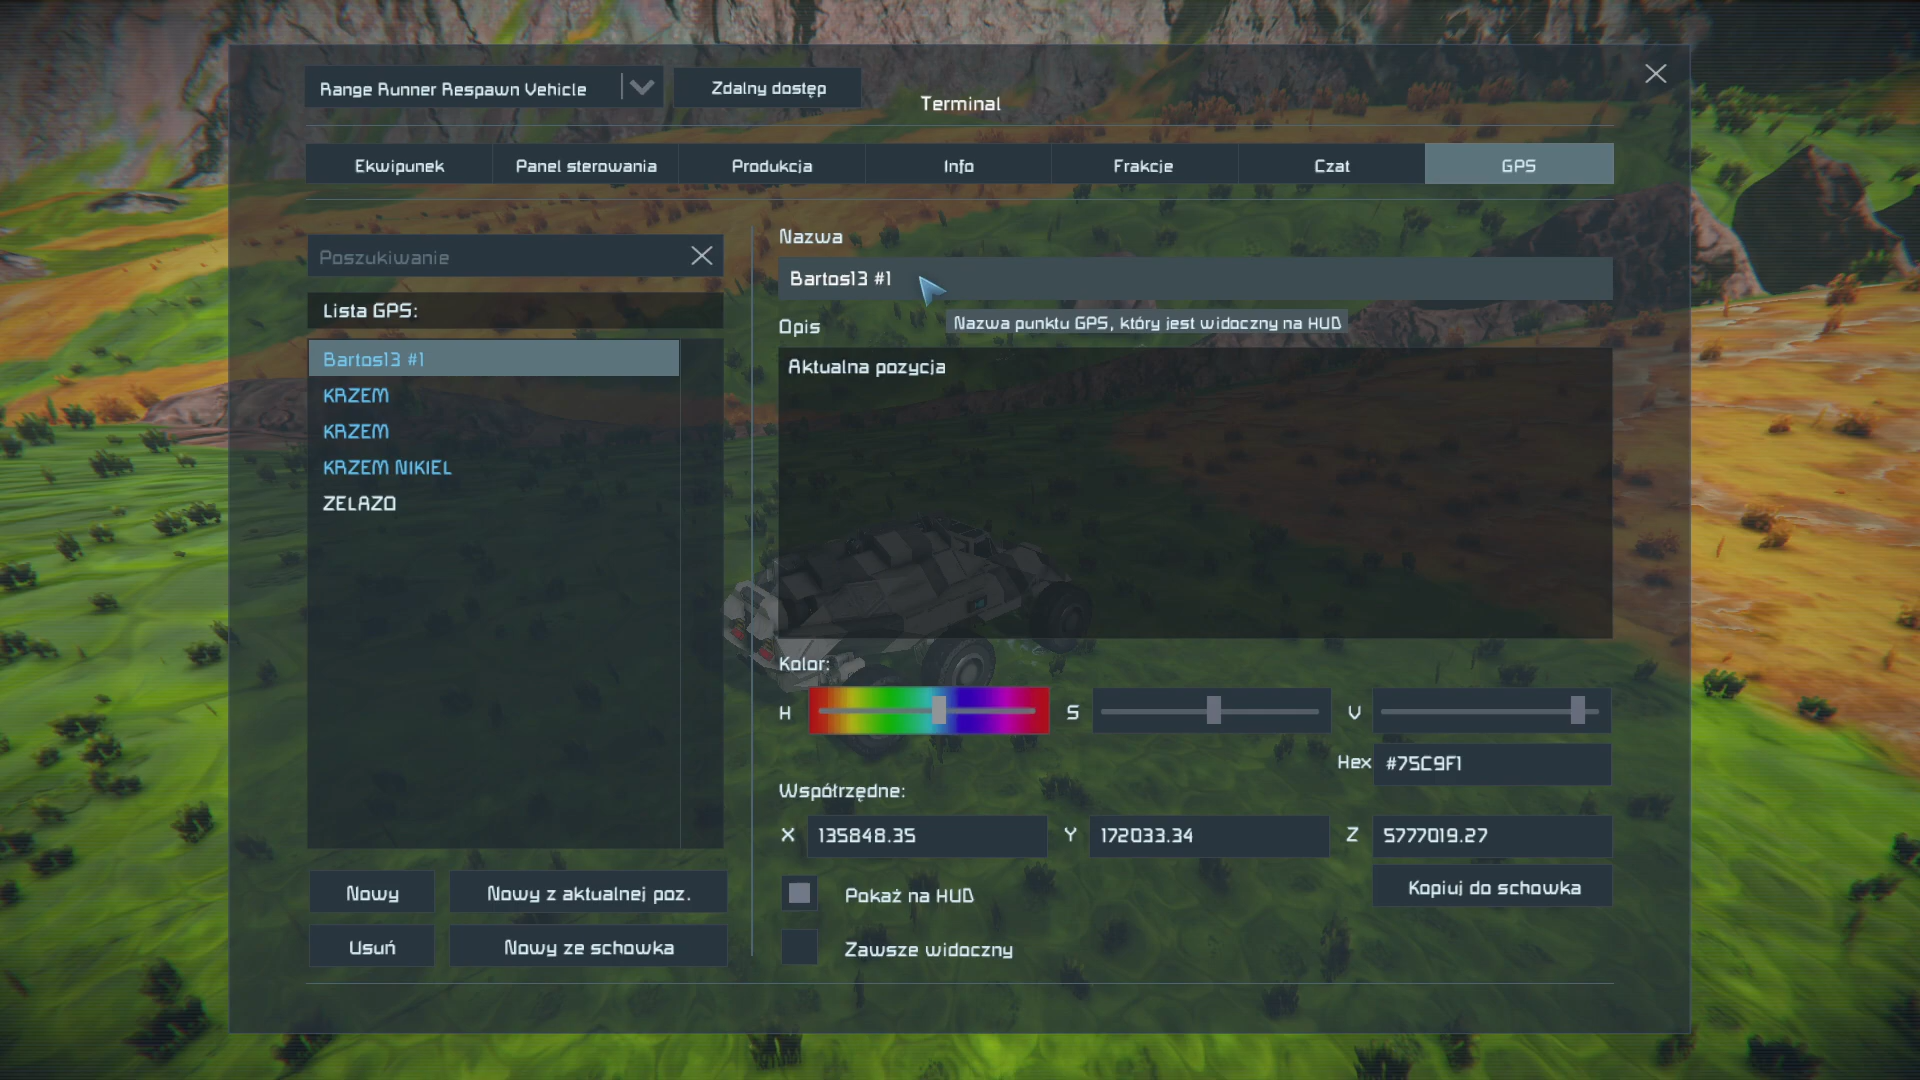 Range Runner Respawn Vehicle
Zdalny dostęp
Terminal
Ekwipunek
Panel sterowania
Produkcja
Info
Frakcje
Czat
GPS
Poszukiwanie
Lista GPS:
Bartos13 #1
KRZEM
KRZEM
KRZEM NIKIEL
ZELAZO
Nowy
Nowy z aktualnej poz.
Usuń
Nowy ze schowka
Nazwa
Bartos13 #1
Nazwa punktu GPS, który jest widoczny na HUD
Opis
Aktualna pozycja
Kolor:
H
S
V
Hex
#75C9F1
Współrzędne:
X
135848.35
Y
172033.34
Z
5777019.27
Pokaż na HUD
Kopiuj do schowka
Zawsze widoczny